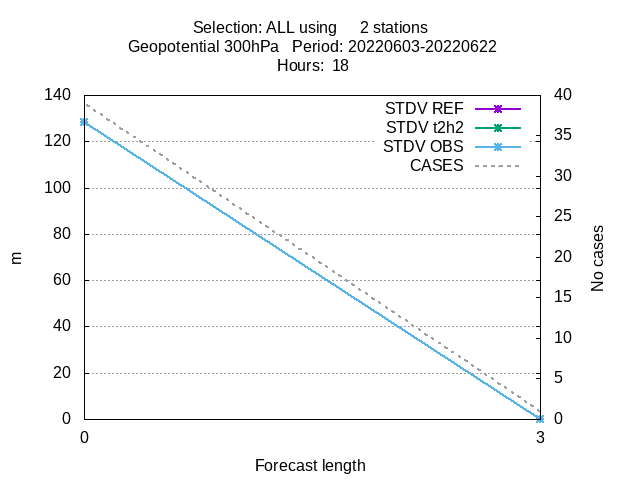 Selection: ALL using 2 stations
Geopotential 300hPa Period: 20220603-20220622
Hours: 18
140
120
100
80
60
40
20
0
40
35
30
25
20
15
10
5
0
STDV REF
STDV t2h2
STDV OBS
CASES
m
No cases
0 3
Forecast length